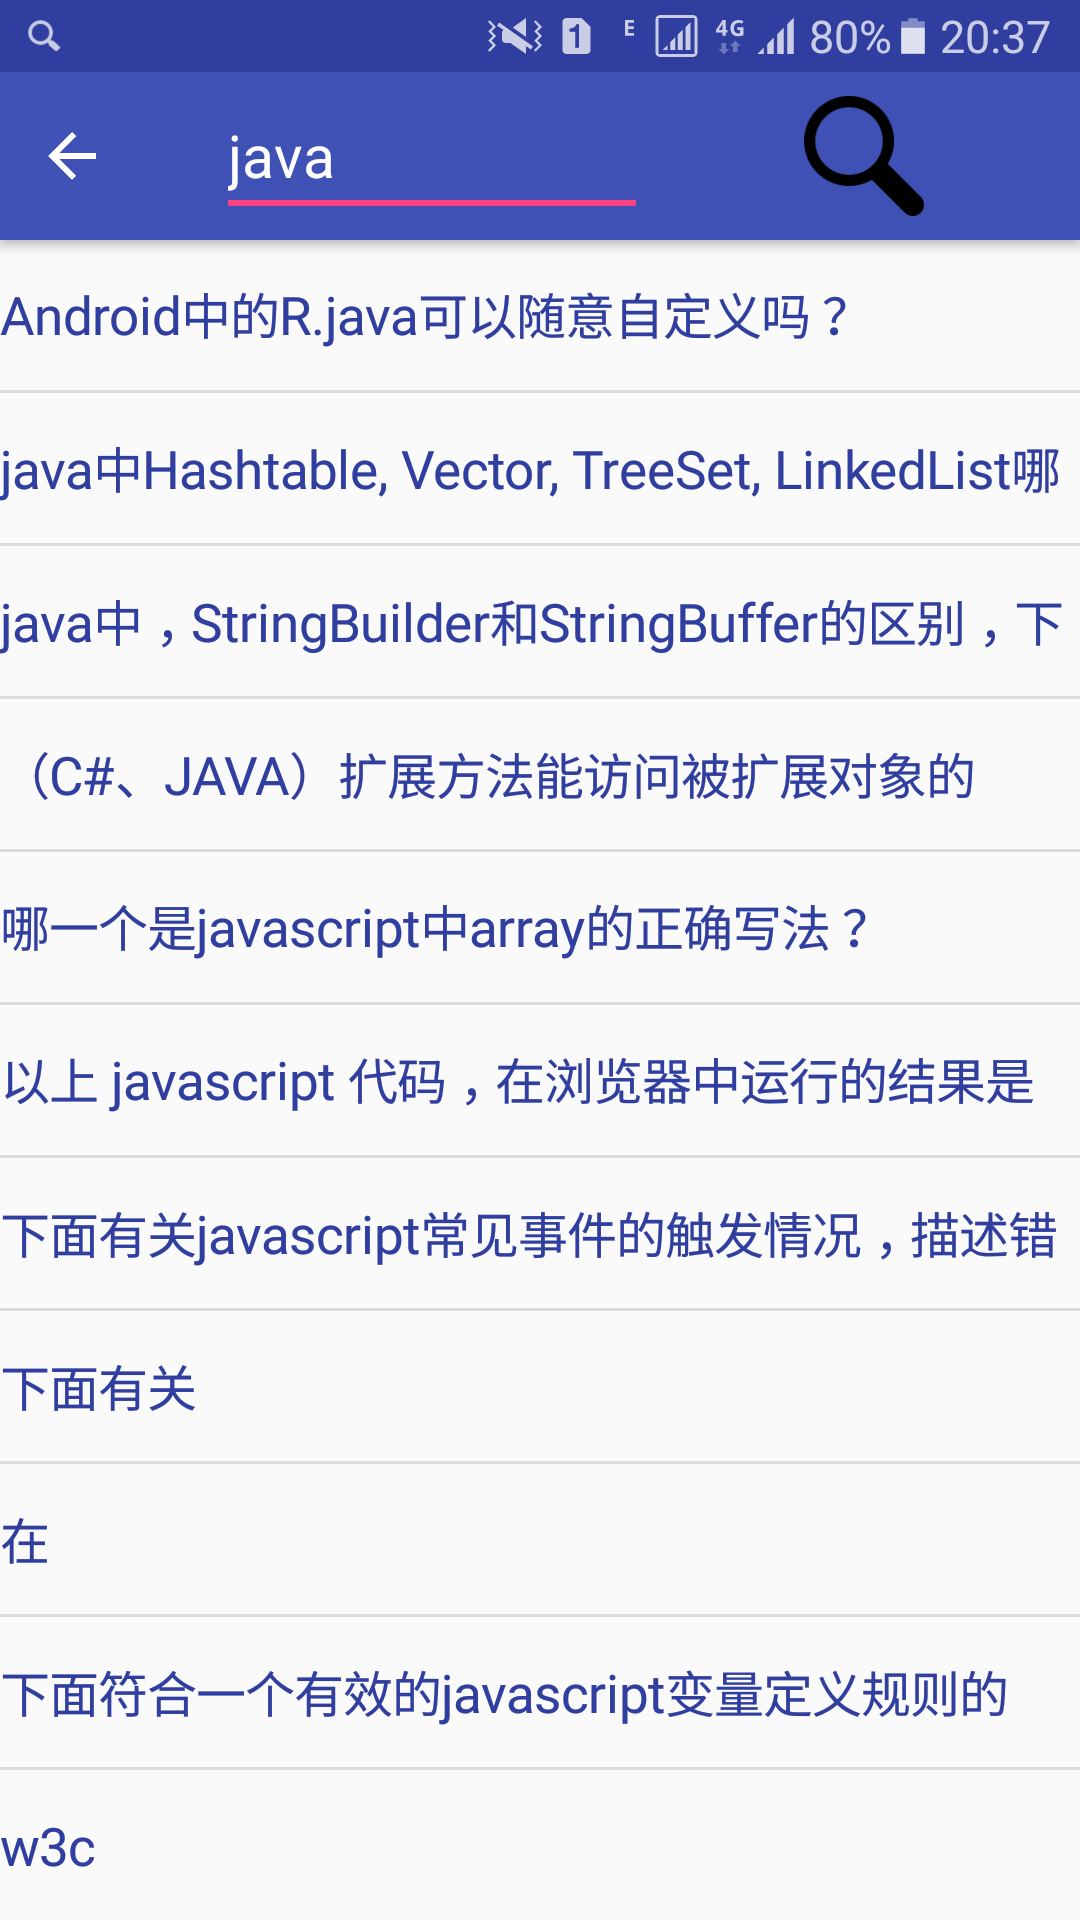 1 E 4G 80% 20:37
java
Android中的R.java可以随意自定义吗？
java中Hashtable, Vector, TreeSet, LinkedList哪
java中，StringBuilder和StringBuffer的区别，下
（C#、JAVA）扩展方法能访问被扩展对象的
哪一个是javascript中array的正确写法？
以上 javascript 代码，在浏览器中运行的结果是
下面有关javascript常见事件的触发情况，描述错
下面有关
在
下面符合一个有效的javascript变量定义规则的
w3c